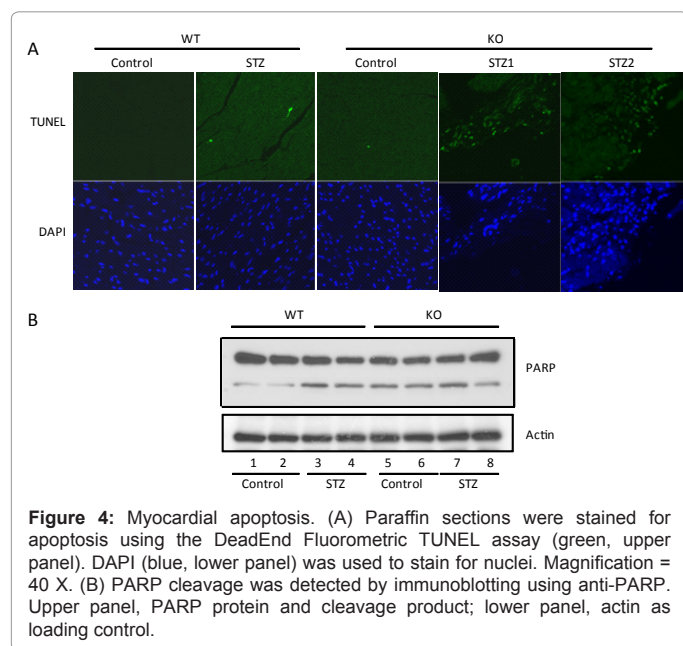 WT KO
A
Control STZ Control STZ1 STZ2
TUNEL
DAPI
B
WT KO
PARP
Actin
1 2 3 4 5 6 7 8
Control STZ Control STZ
Figure 4: Myocardial apoptosis. (A) Paraffin sections were stained for
apoptosis using the DeadEnd Fluorometric TUNEL assay (green, upper
panel). DAPI (blue, lower panel) was used to stain for nuclei. Magnification =
40 X. (B) PARP cleavage was detected by immunoblotting using anti-PARP.
Upper panel, PARP protein and cleavage product; lower panel, actin as
loading control.